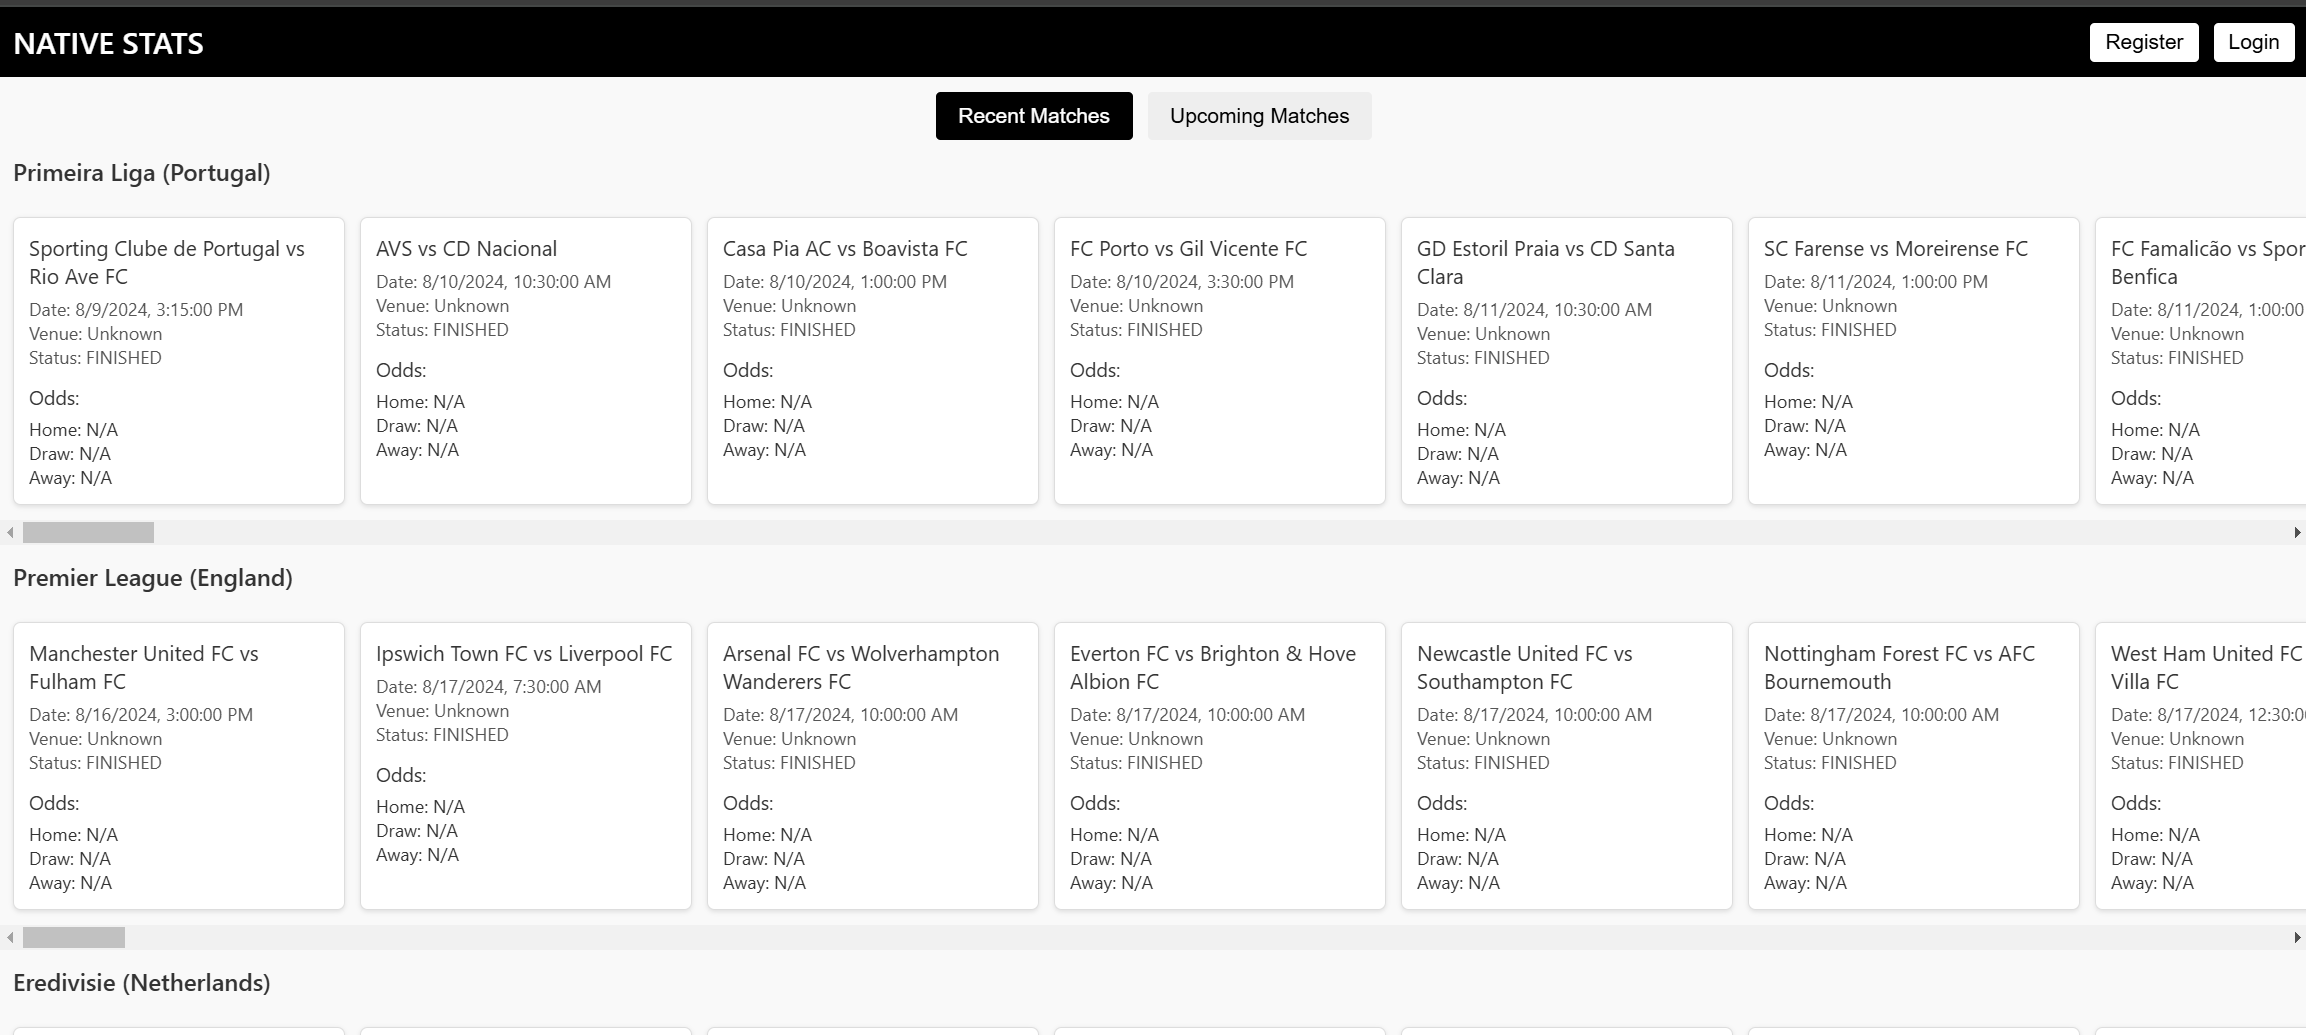 NATIVE STATS
Register
Login
Recent Matches
Upcoming Matches
Primeira Liga (Portugal)
Sporting Clube de Portugal vs
Rio Ave FC
Date: 8/9/2024, 3:15:00 PM
Venue: Unknown
Status: FINISHED
Odds:
Home: N/A
Draw: N/A
Away: N/A
AVS vs CD Nacional
Date: 8/10/2024, 10:30:00 AM
Venue: Unknown
Status: FINISHED
Odds:
Home: N/A
Draw: N/A
Away: N/A
Casa Pia AC vs Boavista FC
Date: 8/10/2024, 1:00:00 PM
Venue: Unknown
Status: FINISHED
Odds:
Home: N/A
Draw: N/A
Away: N/A
FC Porto vs Gil Vicente FC
Date: 8/10/2024, 3:30:00 PM
Venue: Unknown
Status: FINISHED
Odds:
Home: N/A
Draw: N/A
Away: N/A
GD Estoril Praia vs CD Santa
Clara
Date: 8/11/2024, 10:30:00 AM
Venue: Unknown
Status: FINISHED
Odds:
Home: N/A
Draw: N/A
Away: N/A
SC Farense vs Moreirense FC
Date: 8/11/2024, 1:00:00 PM
Venue: Unknown
Status: FINISHED
Odds:
Home: N/A
Draw: N/A
Away: N/A
FC Famalicão vs Spor
Benfica
Date: 8/11/2024, 1:00:00
Venue: Unknown
Status: FINISHED
Odds:
Home: N/A
Draw: N/A
Away: N/A
Premier League (England)
Manchester United FC vs
Fulham FC
Date: 8/16/2024, 3:00:00 PM
Venue: Unknown
Status: FINISHED
Odds:
Home: N/A
Draw: N/A
Away: N/A
Ipswich Town FC vs Liverpool FC
Date: 8/17/2024, 7:30:00 AM
Venue: Unknown
Status: FINISHED
Odds:
Home: N/A
Draw: N/A
Away: N/A
Arsenal FC vs Wolverhampton
Wanderers FC
Date: 8/17/2024, 10:00:00 AM
Venue: Unknown
Status: FINISHED
Odds:
Home: N/A
Draw: N/A
Away: N/A
Everton FC vs Brighton & Hove
Albion FC
Date: 8/17/2024, 10:00:00 AM
Venue: Unknown
Status: FINISHED
Odds:
Home: N/A
Draw: N/A
Away: N/A
Newcastle United FC vs
Southampton FC
Date: 8/17/2024, 10:00:00 AM
Venue: Unknown
Status: FINISHED
Odds:
Home: N/A
Draw: N/A
Away: N/A
Nottingham Forest FC vs AFC
Bournemouth
Date: 8/17/2024, 10:00:00 AM
Venue: Unknown
Status: FINISHED
Odds:
Home: N/A
Draw: N/A
Away: N/A
West Ham United FC
Villa FC
Date: 8/17/2024, 12:30:0
Venue: Unknown
Status: FINISHED
Odds:
Home: N/A
Draw: N/A
Away: N/A
Eredivisie (Netherlands)